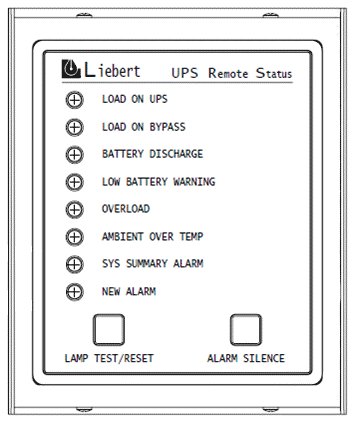 Liebert UPS Remote Status
LOAD ON UPS
LOAD ON BYPASS
BATTERY DISCHARGE
LOW BATTERY WARNING
OVERLOAD
AMBIENT OVER TEMP
SYS SUMMARY ALARM
NEW ALARM
LAMP TEST/RESET ALARM SILENCE